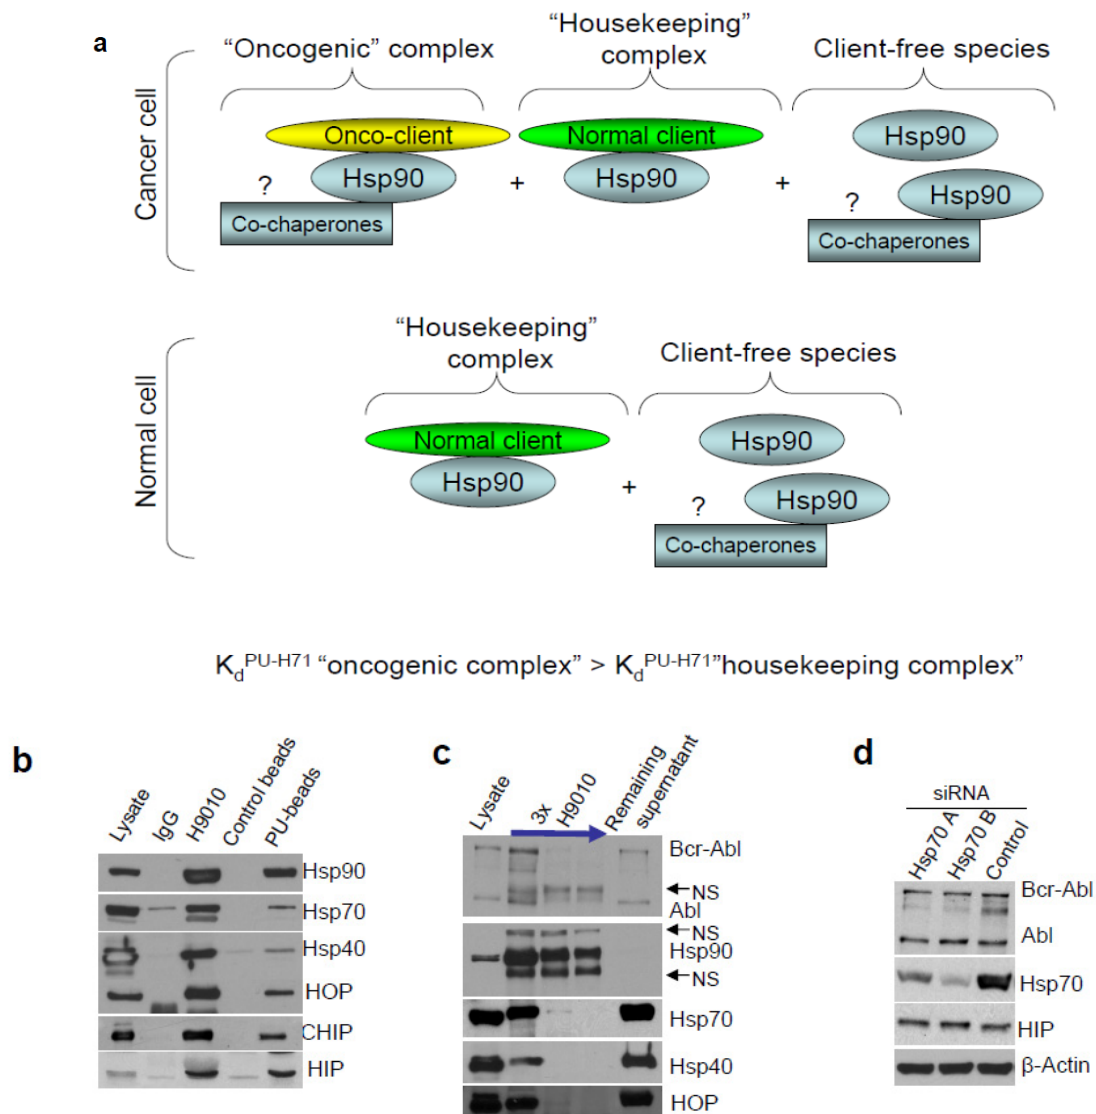 a
“Oncogenic” complex
“Housekeeping”
complex
Client-free species
Cancer cell
Onco-client
Hsp90
?
Co-chaperones
+
Normal client
Hsp90
+
Hsp90
Hsp90
?
Co-chaperones
“Housekeeping”
complex
Client-free species
Normal cell
Normal client
Hsp90
+
Hsp90
Hsp90
?
Co-chaperones
KdPU-H71 “oncogenic complex” > KdPU-H71”housekeeping complex”
b
Lysate
IgG
H9010
Control beads
PU-beads
Hsp90
Hsp70
Hsp40
HOP
CHIP
HIP
c
Lysate
3x
H9010
Remaining
supernatant
Bcr-Abl
NS
Abl
NS
Hsp90
NS
Hsp70
Hsp40
HOP
d
siRNA
Hsp70 A
Hsp70 B
Control
Bcr-Abl
Abl
Hsp70
HIP
β-Actin